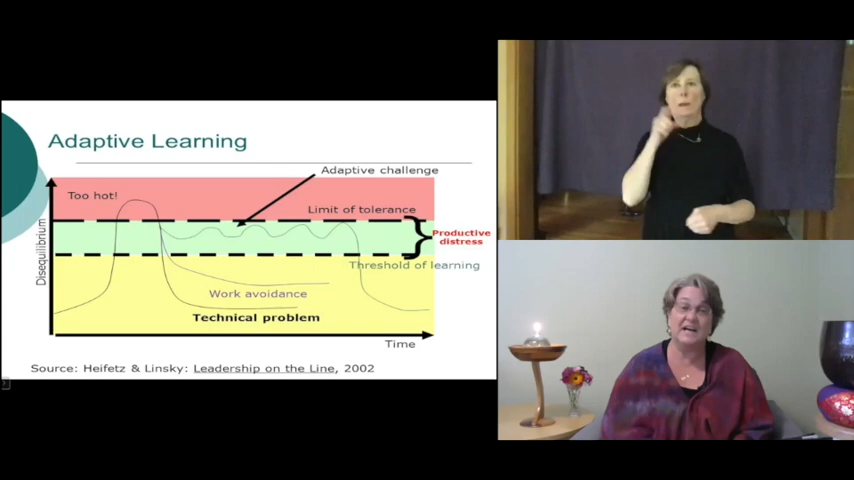 Adaptive Learning
Adaptive challenge
Too hot!
Limit of tolerance
Productive
distress
Disequilibrium
Threshold of learning
Work avoidance
Technical problem
Time
Source: Heifetz & Linsky: Leadership on the Line, 2002